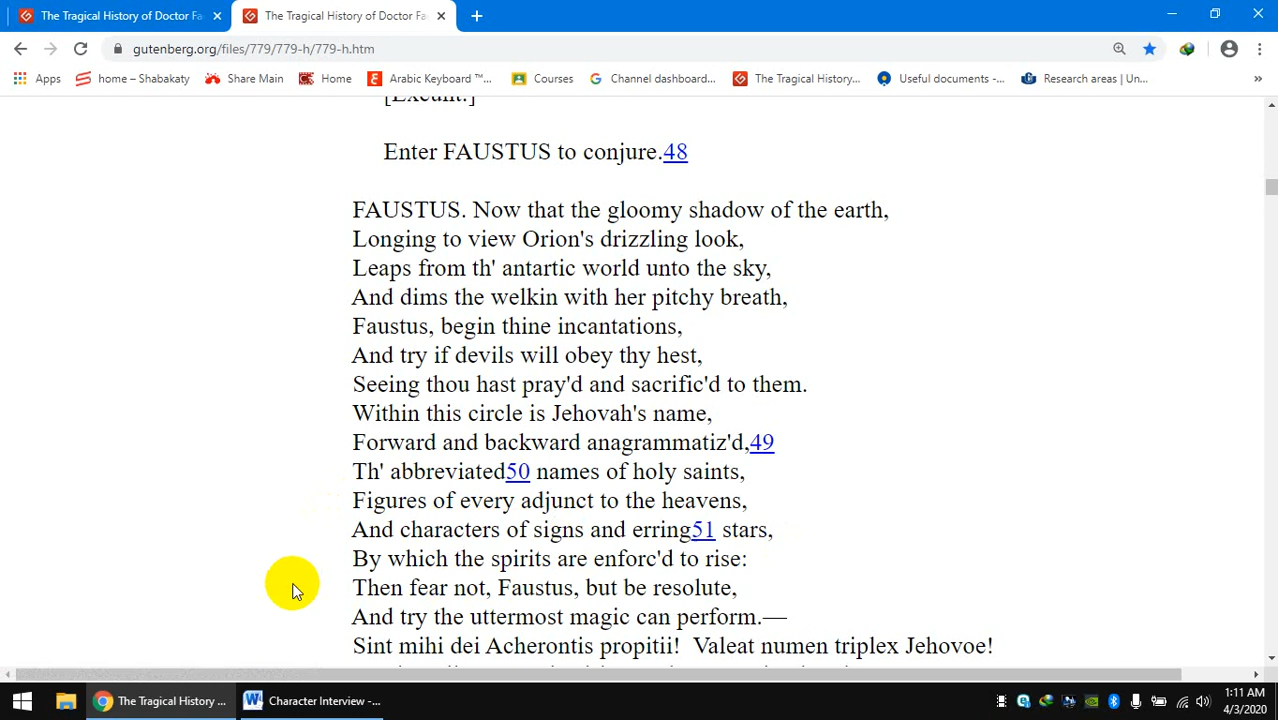 The Tragical History of Doctor Fa
The Tragical History of Doctor Fa
gutenberg.org/files/779/779-h/779-h.htm
Apps
home – Shabakaty
Share Main
Home
Arabic Keyboard ™...
Courses
Channel dashboard...
The Tragical History...
Useful documents -...
Research areas | Un...
[Exeunt.]
Enter FAUSTUS to conjure.48
FAUSTUS. Now that the gloomy shadow of the earth,
Longing to view Orion's drizzling look,
Leaps from th' antartic world unto the sky,
And dims the welkin with her pitchy breath,
Faustus, begin thine incantations,
And try if devils will obey thy hest,
Seeing thou hast pray'd and sacrific'd to them.
Within this circle is Jehovah's name,
Forward and backward anagrammatiz'd,49
Th' abbreviated50 names of holy saints,
Figures of every adjunct to the heavens,
And characters of signs and erring51 stars,
By which the spirits are enforc'd to rise:
Then fear not, Faustus, but be resolute,
And try the uttermost magic can perform.—
Sint mihi dei Acherontis propitii! Valeat numen triplex Jehovoe!
The Tragical History ...
Character Interview -...
1:11 AM
4/3/2020